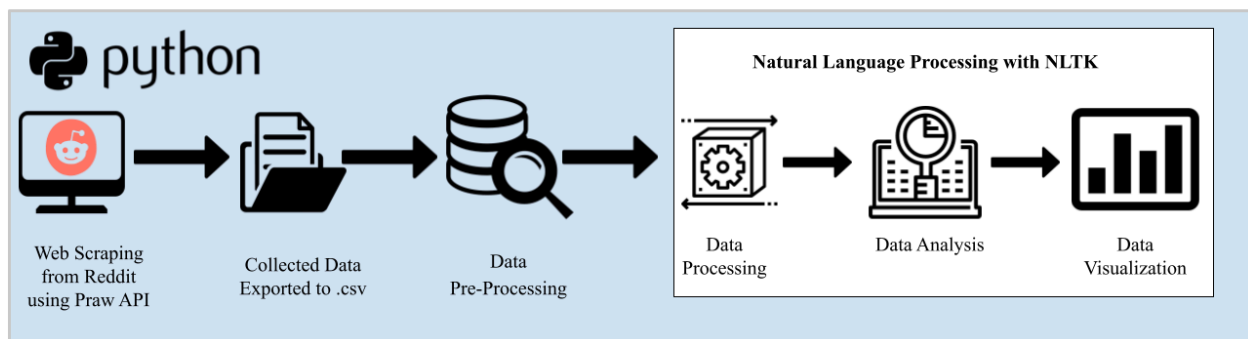 python
Natural Language Processing with NLTK
Web Scraping
from Reddit
using Praw API
Collected Data
Exported to .csv
Data
Pre-Processing
Data
Processing
Data Analysis
Data
Visualization